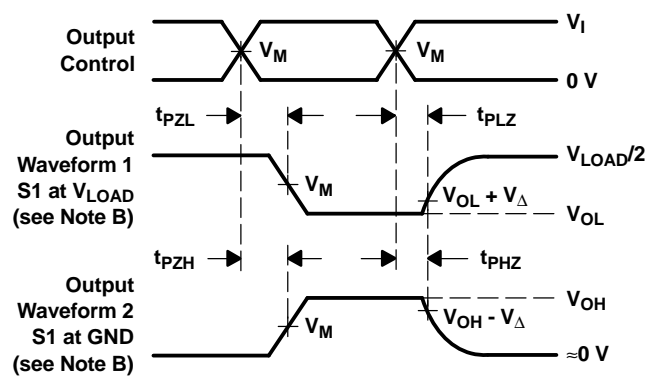 Output
Control
V_M
V_M
V_I
0 V
t_PZL
t_PLZ
Output
Waveform 1
S1 at V_LOAD
(see Note B)
V_M
V_LOAD/2
V_OL + V_Δ
V_OL
t_PZH
t_PHZ
Output
Waveform 2
S1 at GND
(see Note B)
V_M
V_OH
V_OH - V_Δ
≈0 V